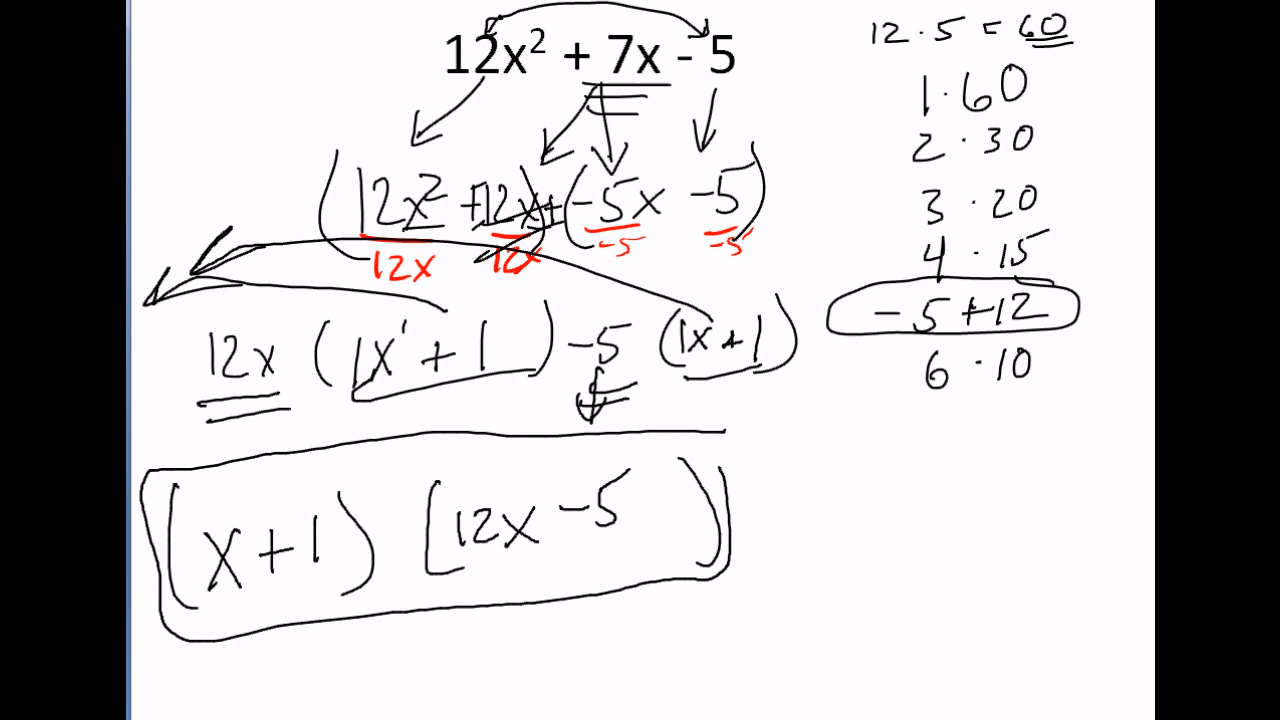 12x² + 7x - 5
(12x² + 12x) + (-5x - 5)
12x 12x -5 -5
12x (1x¹ + 1) - 5 (1x + 1)
(x + 1) [12x - 5)
12 · 5 = 60
1 · 60
2 · 30
3 · 20
4 · 15
- 5 + 12
6 · 10